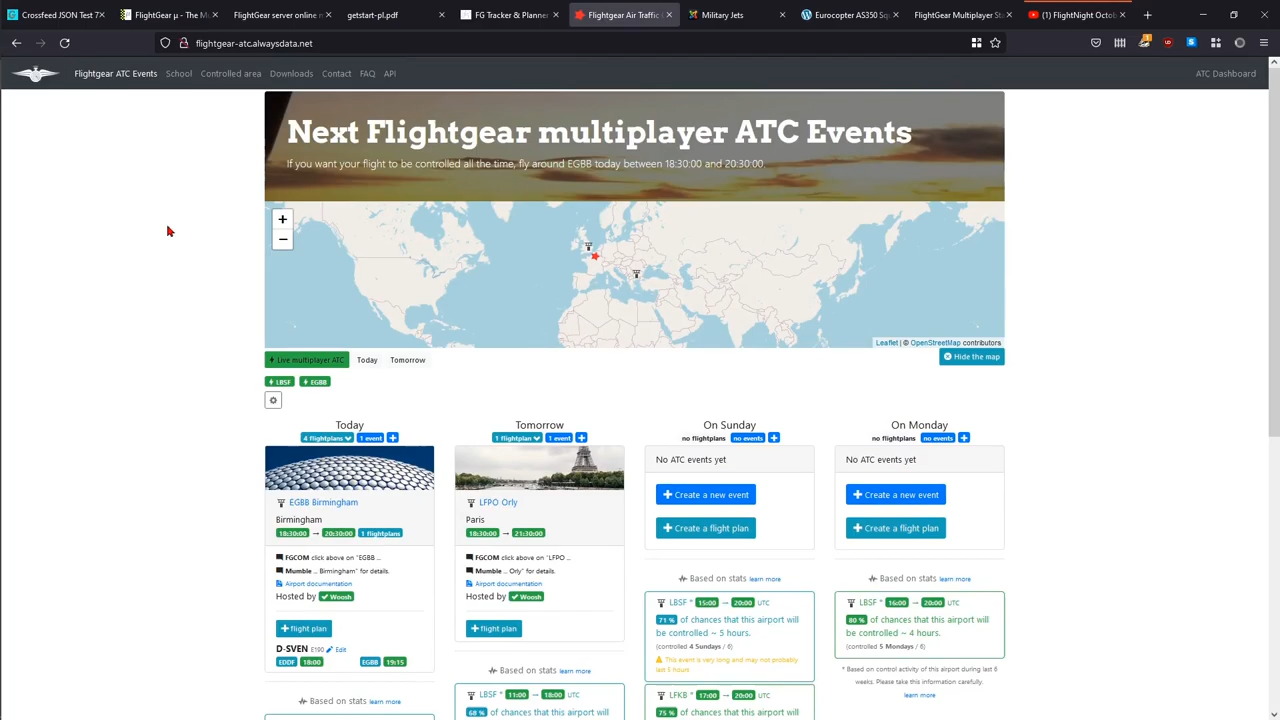 Crossfeed JSON Test 7
FlightGear µ - The M
FlightGear server online
getstart-pl.pdf
FG Tracker & Planner
Flightgear Air Traffic C
Military Jets
Eurocopter AS350 Sq
FlightGear Multiplayer St
(1) FlightNight Octob
flightgear-atc.alwaysdata.net
Flightgear ATC Events School Controlled area Downloads Contact FAQ API ATC Dashboard
Next Flightgear multiplayer ATC Events
If you want your flight to be controlled all the time, fly around EGBB today between 18:30:00 and 20:30:00.
+
−
Leaflet | © OpenStreetMap contributors
Live multiplayer ATC Today Tomorrow
Hide the map
LBSF EGBB
Today
4 flightplans 1 event +
EGBB Birmingham
Birmingham
18:30:00 → 20:30:00 1 flightplans
FGCOM click above on "EGBB ...
Mumble ... Birmingham" for details.
Airport documentation
Hosted by Woosh
+ flight plan
D-SVEN E190 Edit
EDDF 18:00 EGBB 19:15
Based on stats learn more
Tomorrow
1 flightplan 1 event +
LFPO Orly
Paris
18:30:00 → 21:30:00
FGCOM click above on "LFPO ...
Mumble ... Orly" for details.
Airport documentation
Hosted by Woosh
+ flight plan
Based on stats learn more
LBSF * 11:00 → 18:00 UTC
68 % of chances that this airport will
On Sunday
no flightplans no events +
No ATC events yet
+ Create a new event
+ Create a flight plan
Based on stats learn more
LBSF * 15:00 → 20:00 UTC
71 % of chances that this airport will
be controlled ~ 5 hours.
(controlled 4 Sundays / 6)
This event is very long and may not probably
last 5 hours
LFKB * 17:00 → 20:00 UTC
75 % of chances that this airport will
On Monday
no flightplans no events +
No ATC events yet
+ Create a new event
+ Create a flight plan
Based on stats learn more
LBSF * 16:00 → 20:00 UTC
80 % of chances that this airport will
be controlled ~ 4 hours.
(controlled 5 Mondays / 6)
* Based on control activity of this airport during last 6
weeks. Please take this information carefully.
learn more